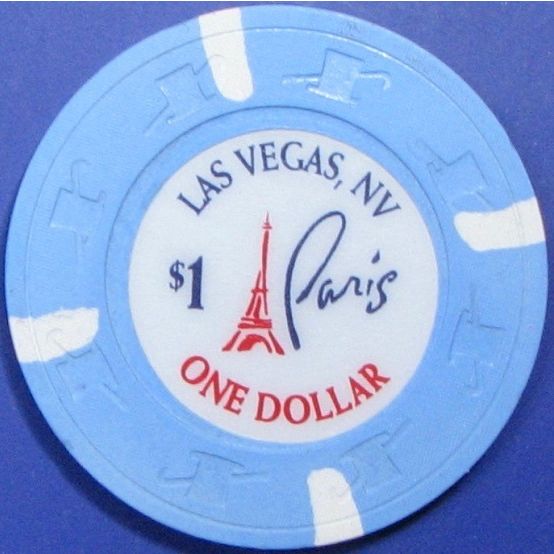 LAS VEGAS, NV
$1
Paris
ONE DOLLAR